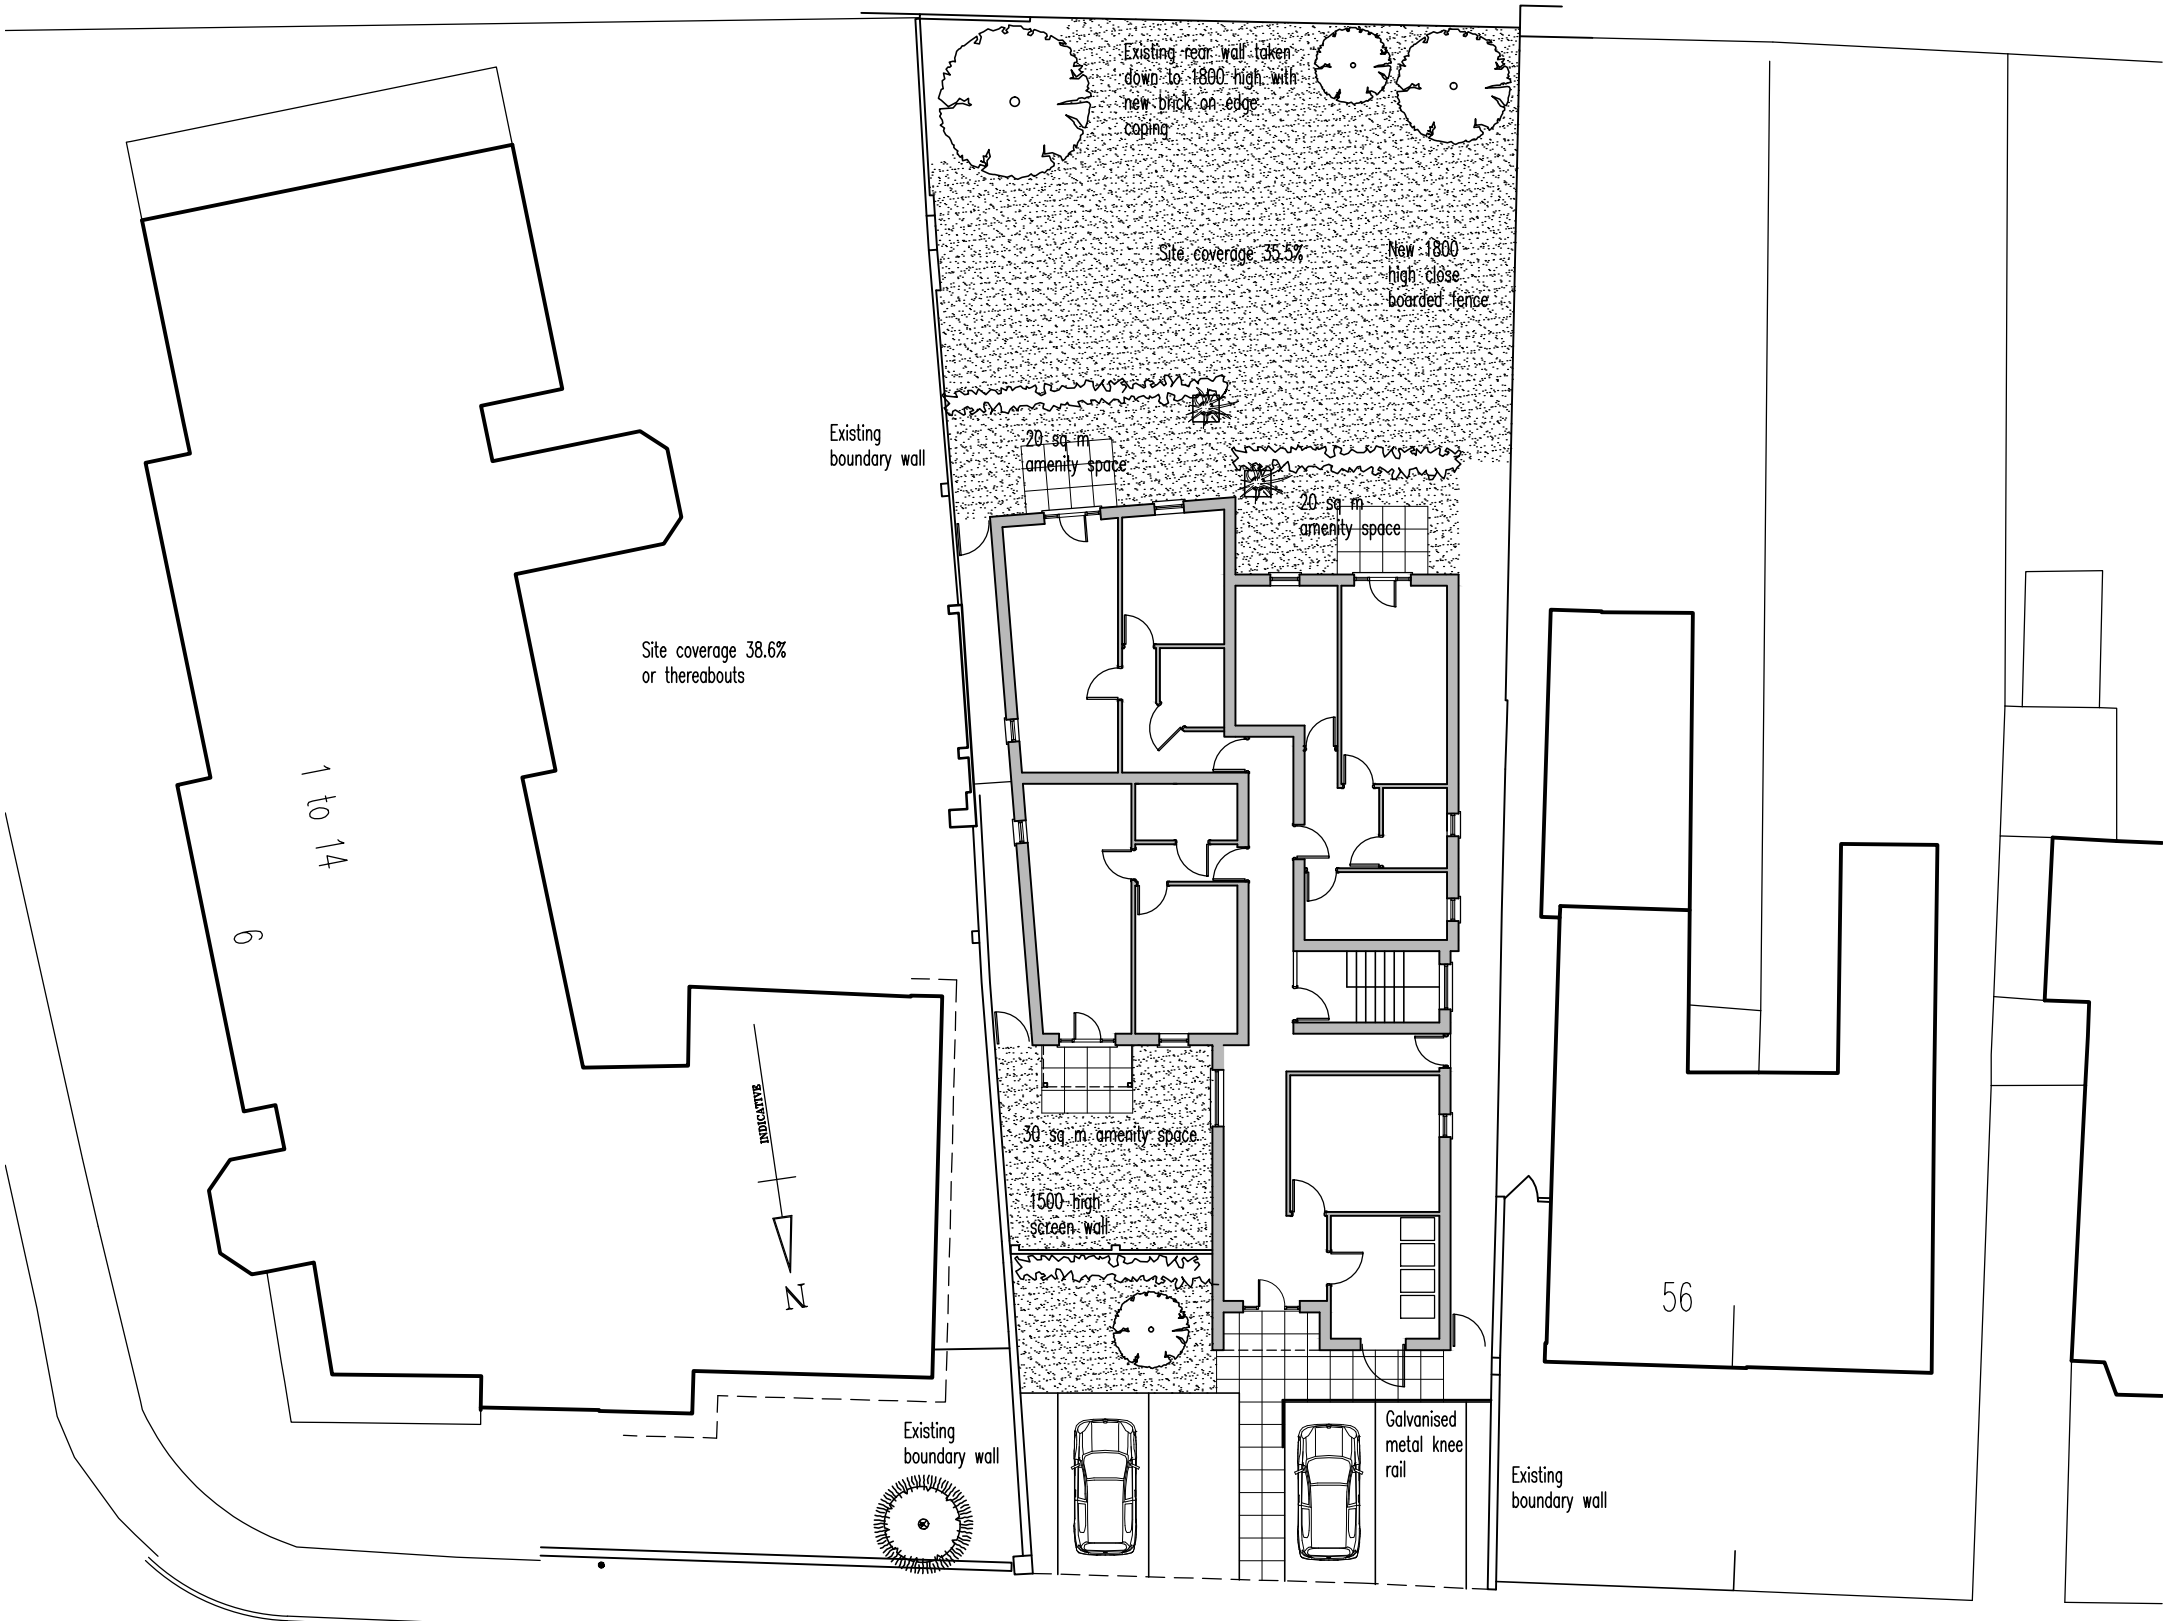 Existing rear wall taken
down to 1800 high with
new brick on edge
coping
Site coverage 35.5%
New 1800
high close
boarded fence
Existing
boundary wall
20 sq m
amenity space
20 sq m
amenity space
Site coverage 38.6%
or thereabouts
1 to 14
6
INDICATIVE
N
30 sq m amenity space
1500 high
screen wall
56
Existing
boundary wall
Galvanised
metal knee
rail
Existing
boundary wall